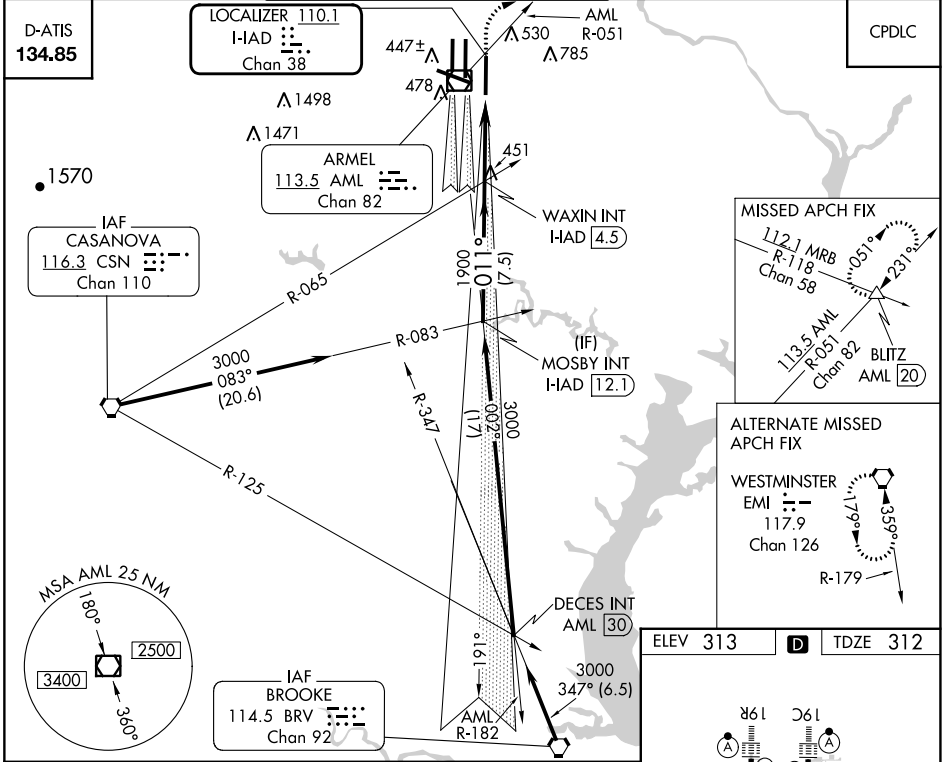 D-ATIS
134.85
LOCALIZER 110.1
I-IAD
Chan 38
447±
478
530
785
AML
R-051
CPDLC
1498
1471
1570
ARMEL
113.5 AML
Chan 82
451
WAXIN INT
I-IAD 4.5
IAF
CASANOVA
116.3 CSN
Chan 110
R-065
1900
011°
(7.5)
R-083
3000
083°
(20.6)
(IF)
MOSBY INT
I-IAD 12.1
R-347
3000
002°
(17)
R-125
MISSED APCH FIX
112.1 MRB
R-118
Chan 58
051°
231°
113.5 AML
R-051
Chan 82
BLITZ
AML 20
ALTERNATE MISSED
APCH FIX
WESTMINSTER
EMI
117.9
Chan 126
179°
359°
R-179
MSA AML 25 NM
180°
2500
3400
360°
DECES INT
AML 30
191°
AML
R-182
3000
347° (6.5)
IAF
BROOKE
114.5 BRV
Chan 92
ELEV 313
D
TDZE 312
19R
19C
A
A